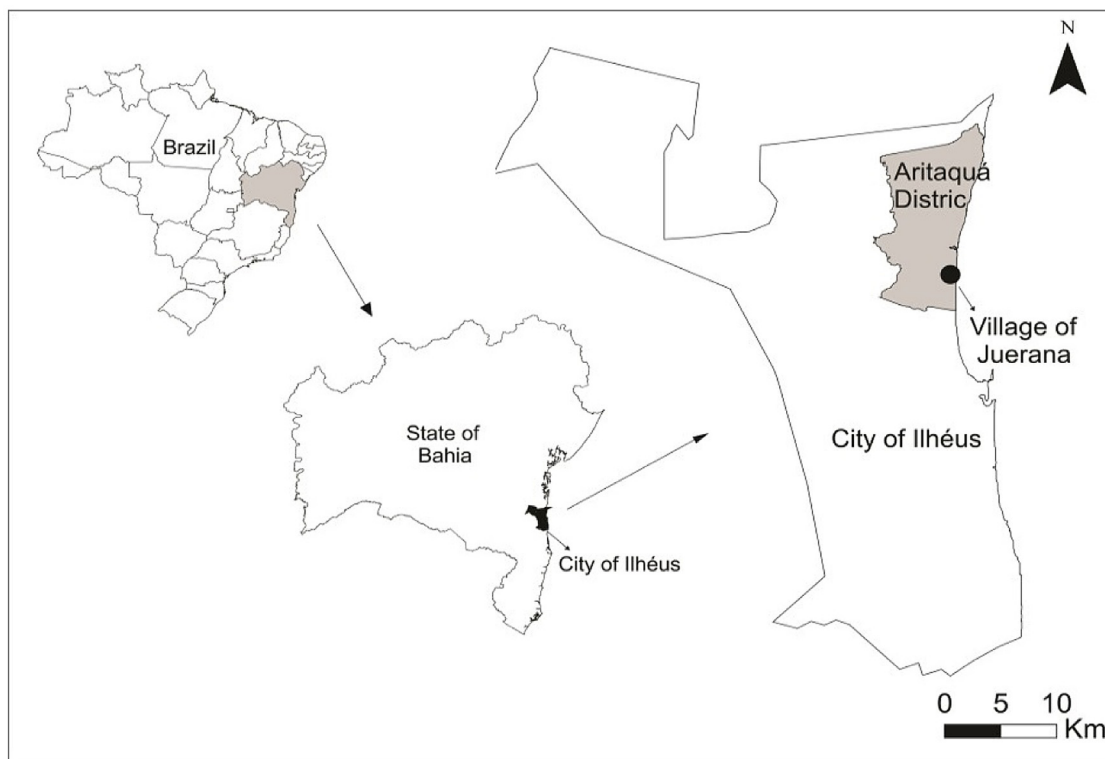 N
Brazil
Aritaquá
Distric
Village of
Juerana
State of
Bahia
City of Ilhéus
City of Ilhéus
0 5 10
Km